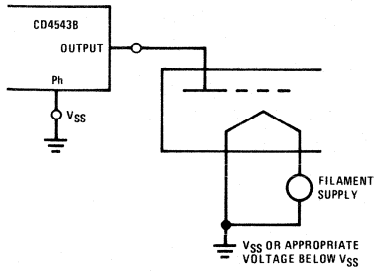 CD4543B
OUTPUT
Ph
VSS
FILAMENT
SUPPLY
VSS OR APPROPRIATE
VOLTAGE BELOW VSS